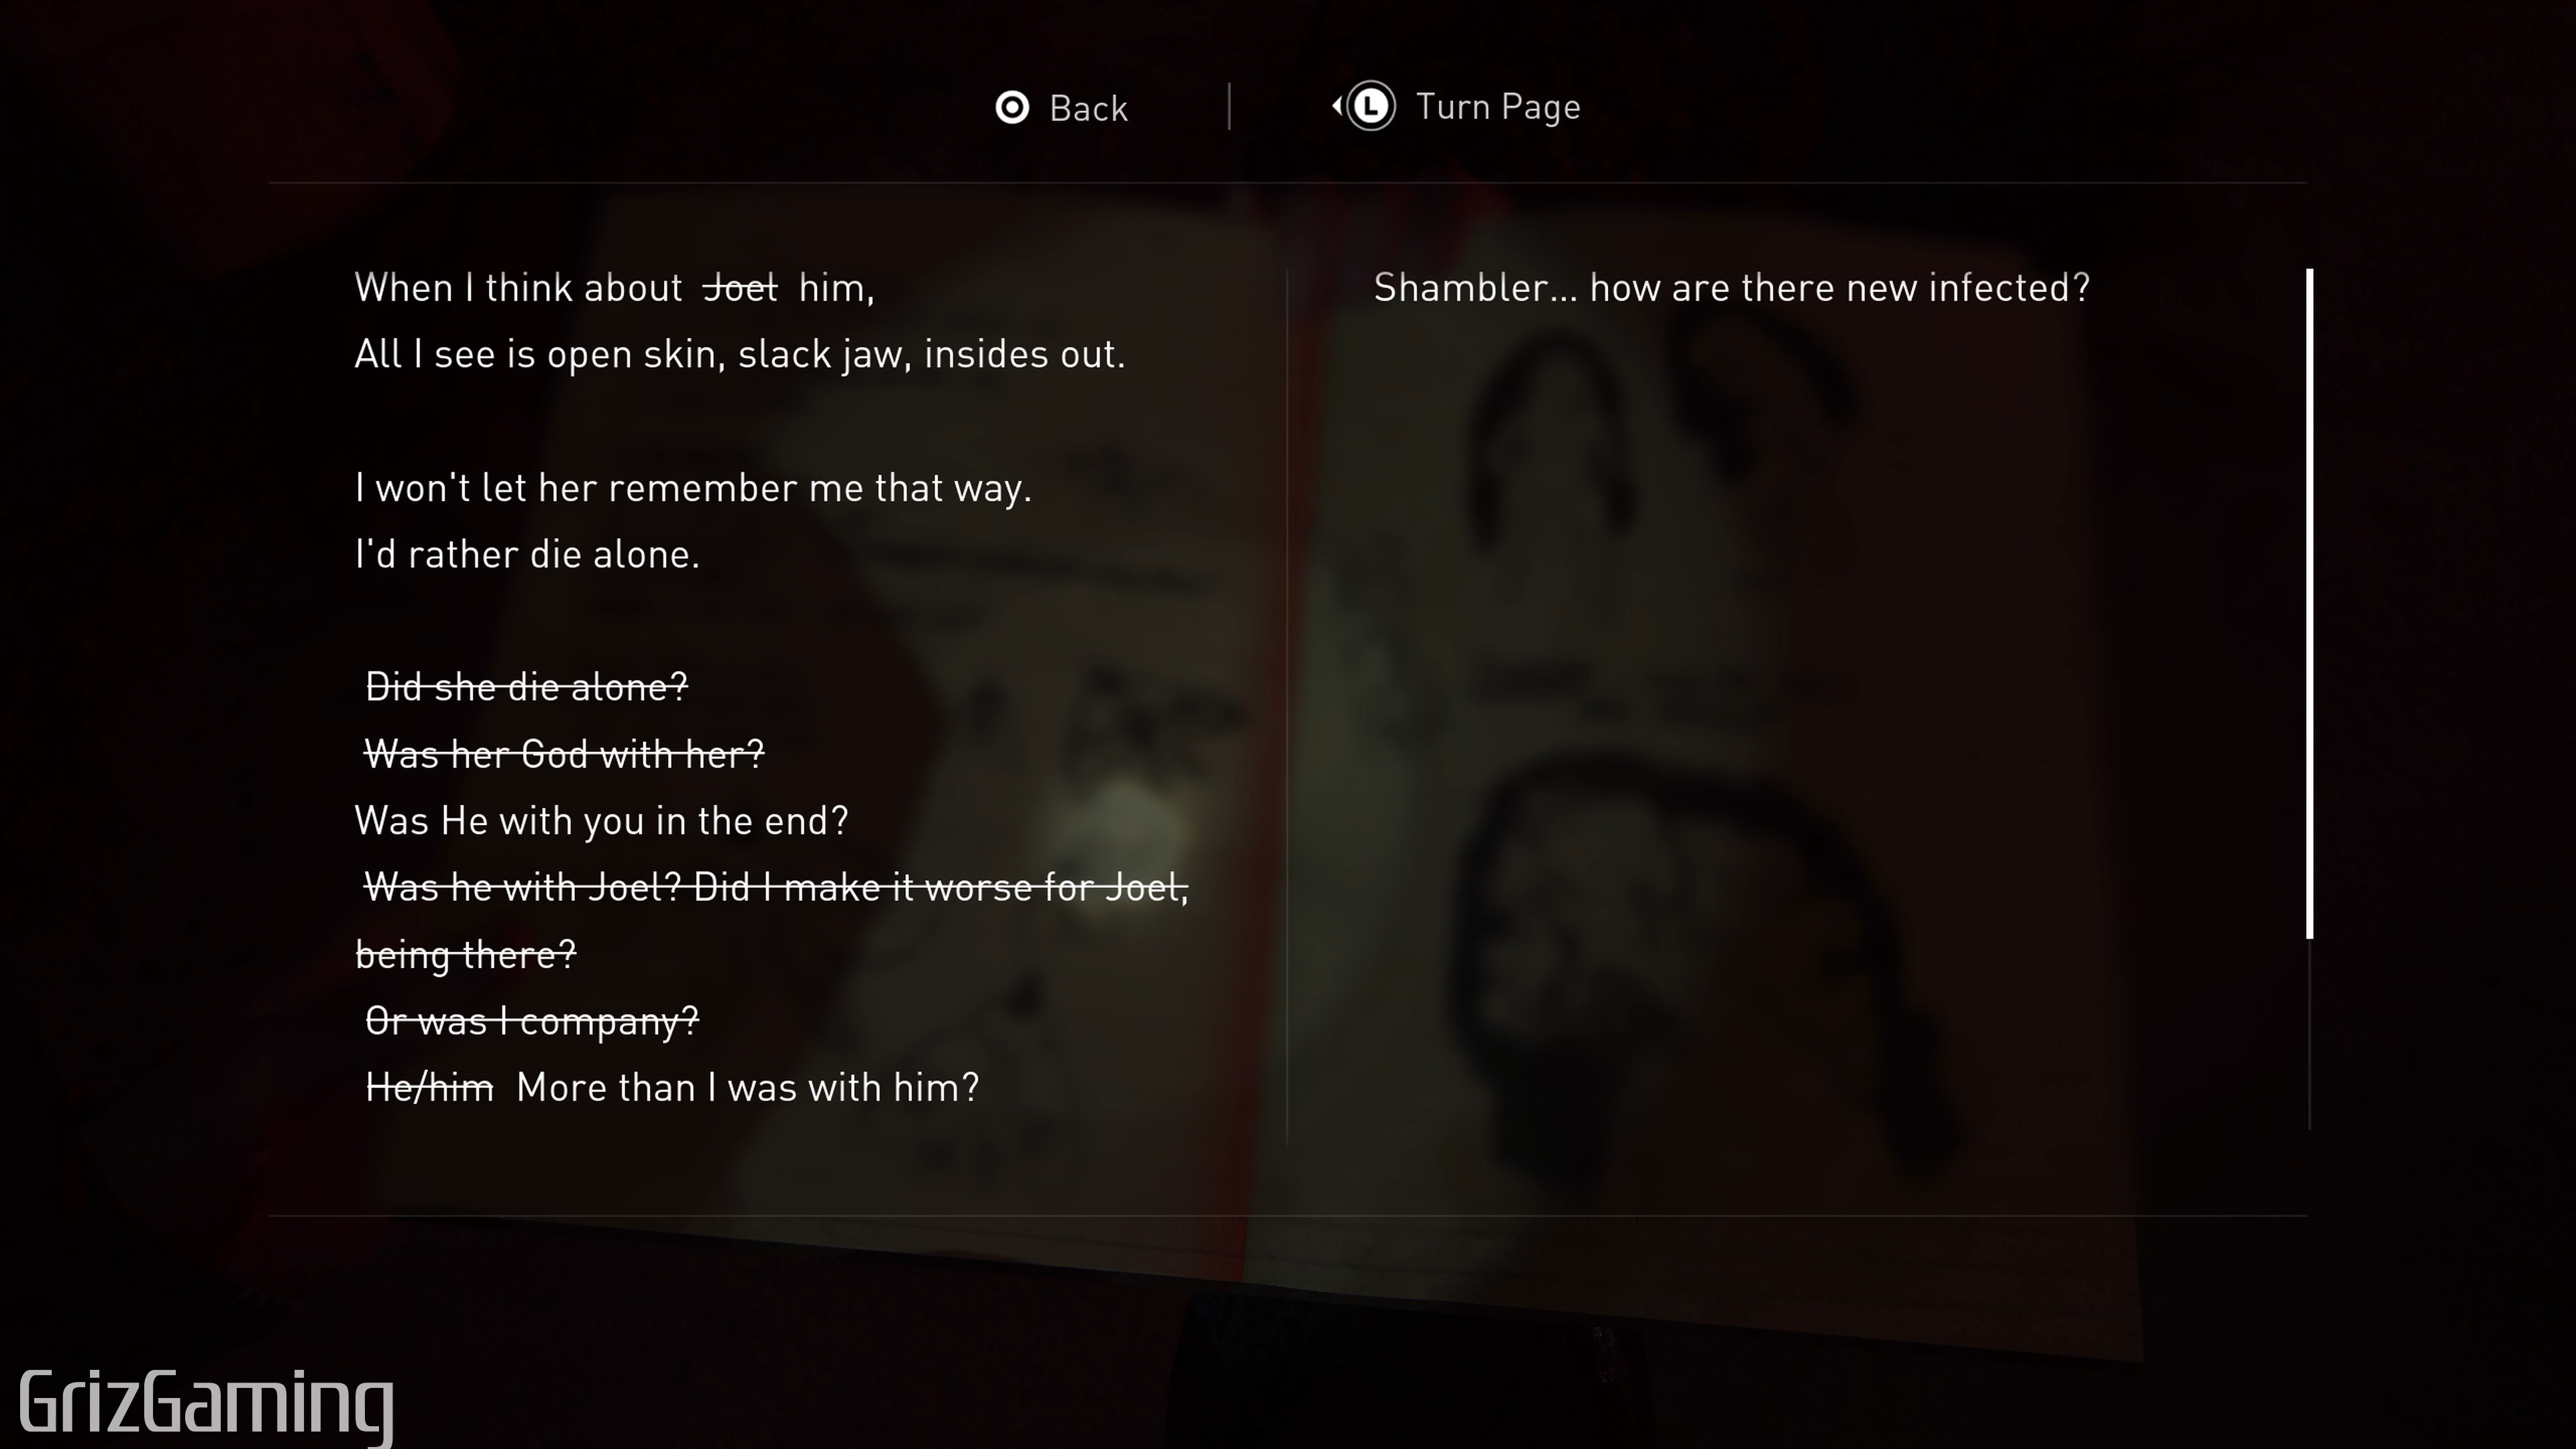 Back
L Turn Page
When I think about Joel him,
All I see is open skin, slack jaw, insides out.
I won't let her remember me that way.
I'd rather die alone.
Did she die alone?
Was her God with her?
Was He with you in the end?
Was he with Joel? Did I make it worse for Joel,
being there?
Or was I company?
He/him More than I was with him?
Shambler... how are there new infected?
GrizGaming